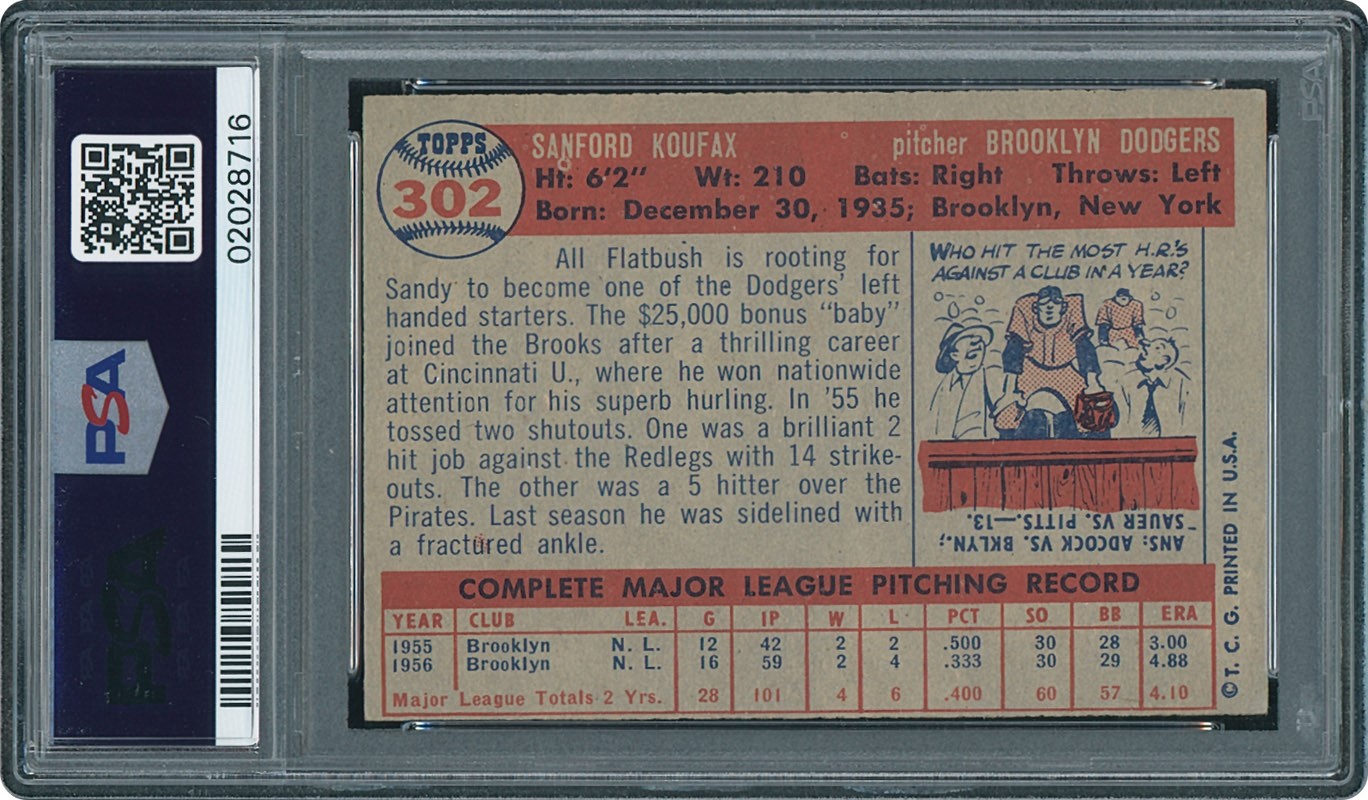 02028716
PSA
PSA
PSA
TOPPS
302
SANFORD KOUFAX pitcher BROOKLYN DODGERS
Ht: 6'2" Wt: 210 Bats: Right Throws: Left
Born: December 30, 1935; Brooklyn, New York
All Flatbush is rooting for
Sandy to become one of the Dodgers' left
handed starters. The $25,000 bonus "baby"
joined the Brooks after a thrilling career
at Cincinnati U., where he won nationwide
attention for his superb hurling. In '55 he
tossed two shutouts. One was a brilliant 2
hit job against the Redlegs with 14 strike-
outs. The other was a 5 hitter over the
Pirates. Last season he was sidelined with
a fractured ankle.
WHO HIT THE MOST H.R.'S
AGAINST A CLUB IN A YEAR?
ANS: ADCOCK VS. BKLYN.;
SAUER VS. PITTS.—13.
© T. C. G. PRINTED IN U.S.A.
COMPLETE MAJOR LEAGUE PITCHING RECORD
YEAR CLUB LEA. G IP W L PCT SO BB ERA
1955 Brooklyn N. L. 12 42 2 2 .500 30 28 3.00
1956 Brooklyn N. L. 16 59 2 4 .333 30 29 4.88
Major League Totals 2 Yrs. 28 101 4 6 .400 60 57 4.10